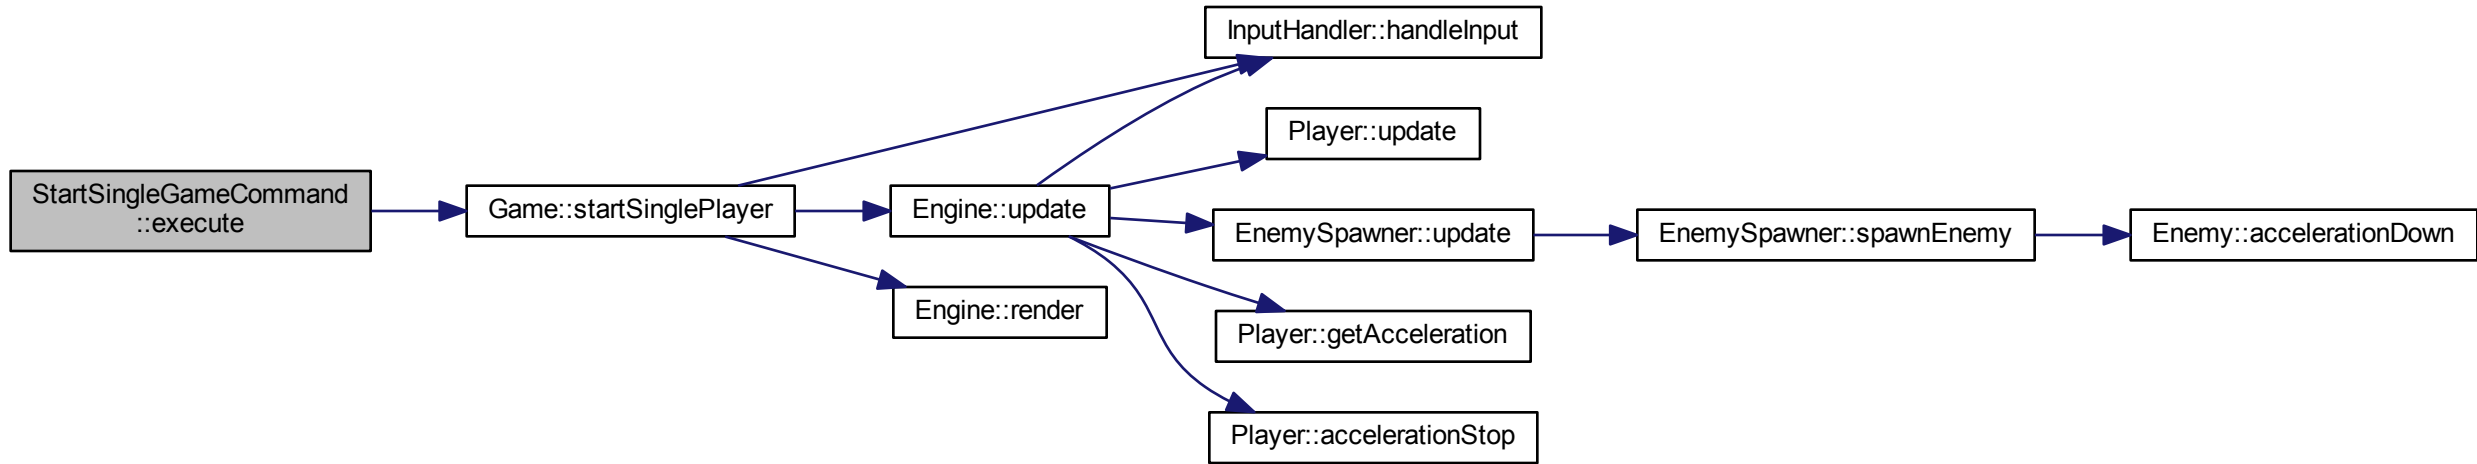 StartSingleGameCommand
::execute
Game::startSinglePlayer
Engine::update
Engine::render
InputHandler::handleInput
Player::update
EnemySpawner::update
Player::getAcceleration
Player::accelerationStop
EnemySpawner::spawnEnemy
Enemy::accelerationDown